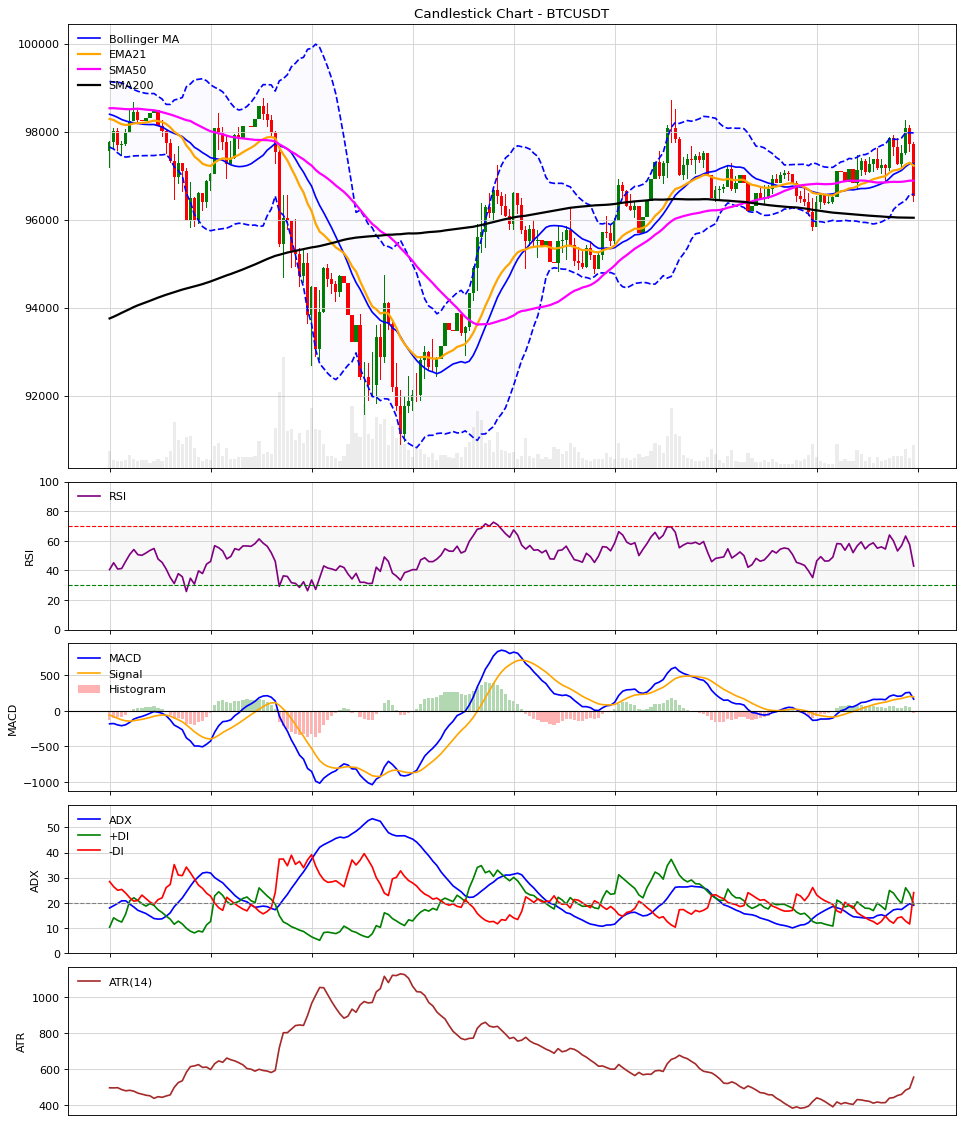 Candlestick Chart - BTCUSDT
Bollinger MA
EMA21
SMA50
SMA200
100000
98000
96000
94000
92000
RSI
RSI
100
80
60
40
20
0
MACD
Signal
Histogram
MACD
500
0
−500
−1000
ADX
+DI
-DI
ADX
50
40
30
20
10
0
ATR(14)
ATR
1000
800
600
400